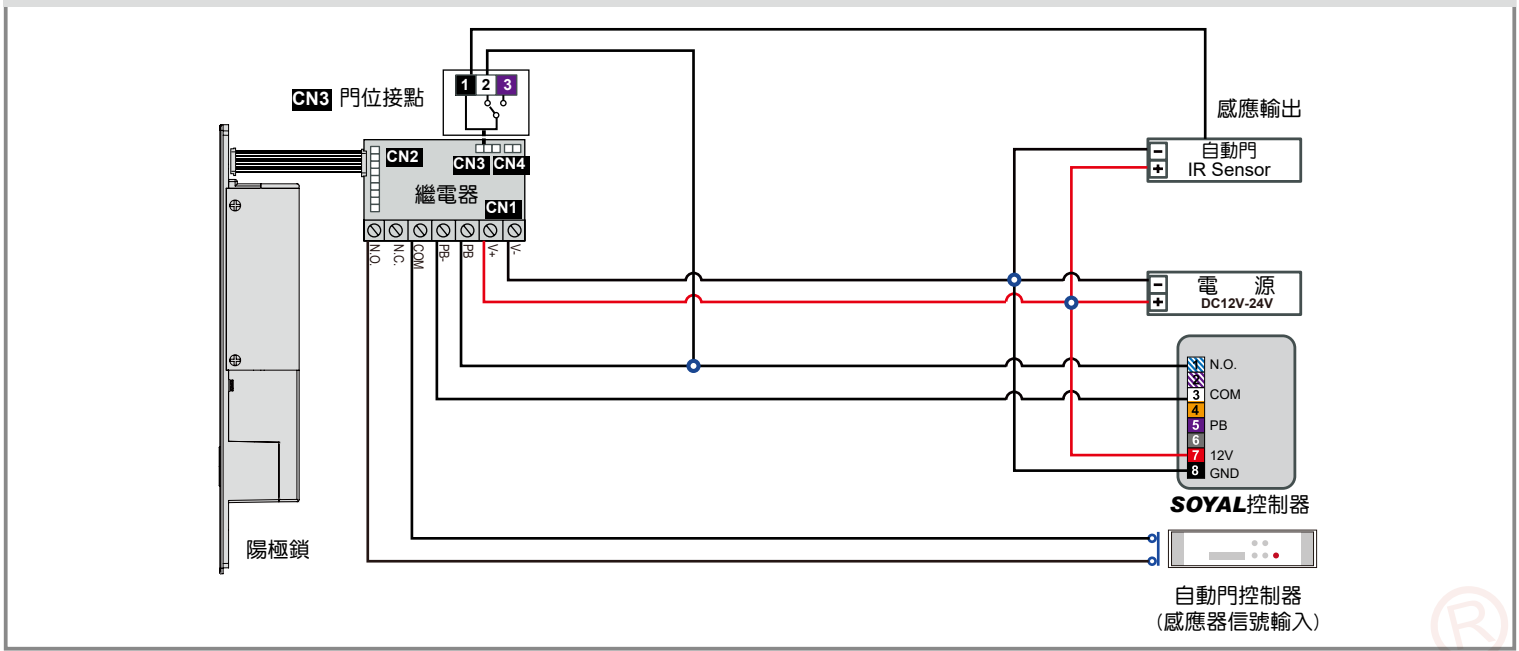 1 2 3
CN3 門位接點
感應輸出
CN2
CN3 CN4
繼電器
CN1
- 自動門
+ IR Sensor
N.O. N.C. COM PB- PB V+ V-
- 電 源
+ DC12V-24V
1 N.O.
2
3 COM
4
5 PB
6
7 12V
8 GND
SOYAL控制器
陽極鎖
自動門控制器
(感應器信號輸入)
R